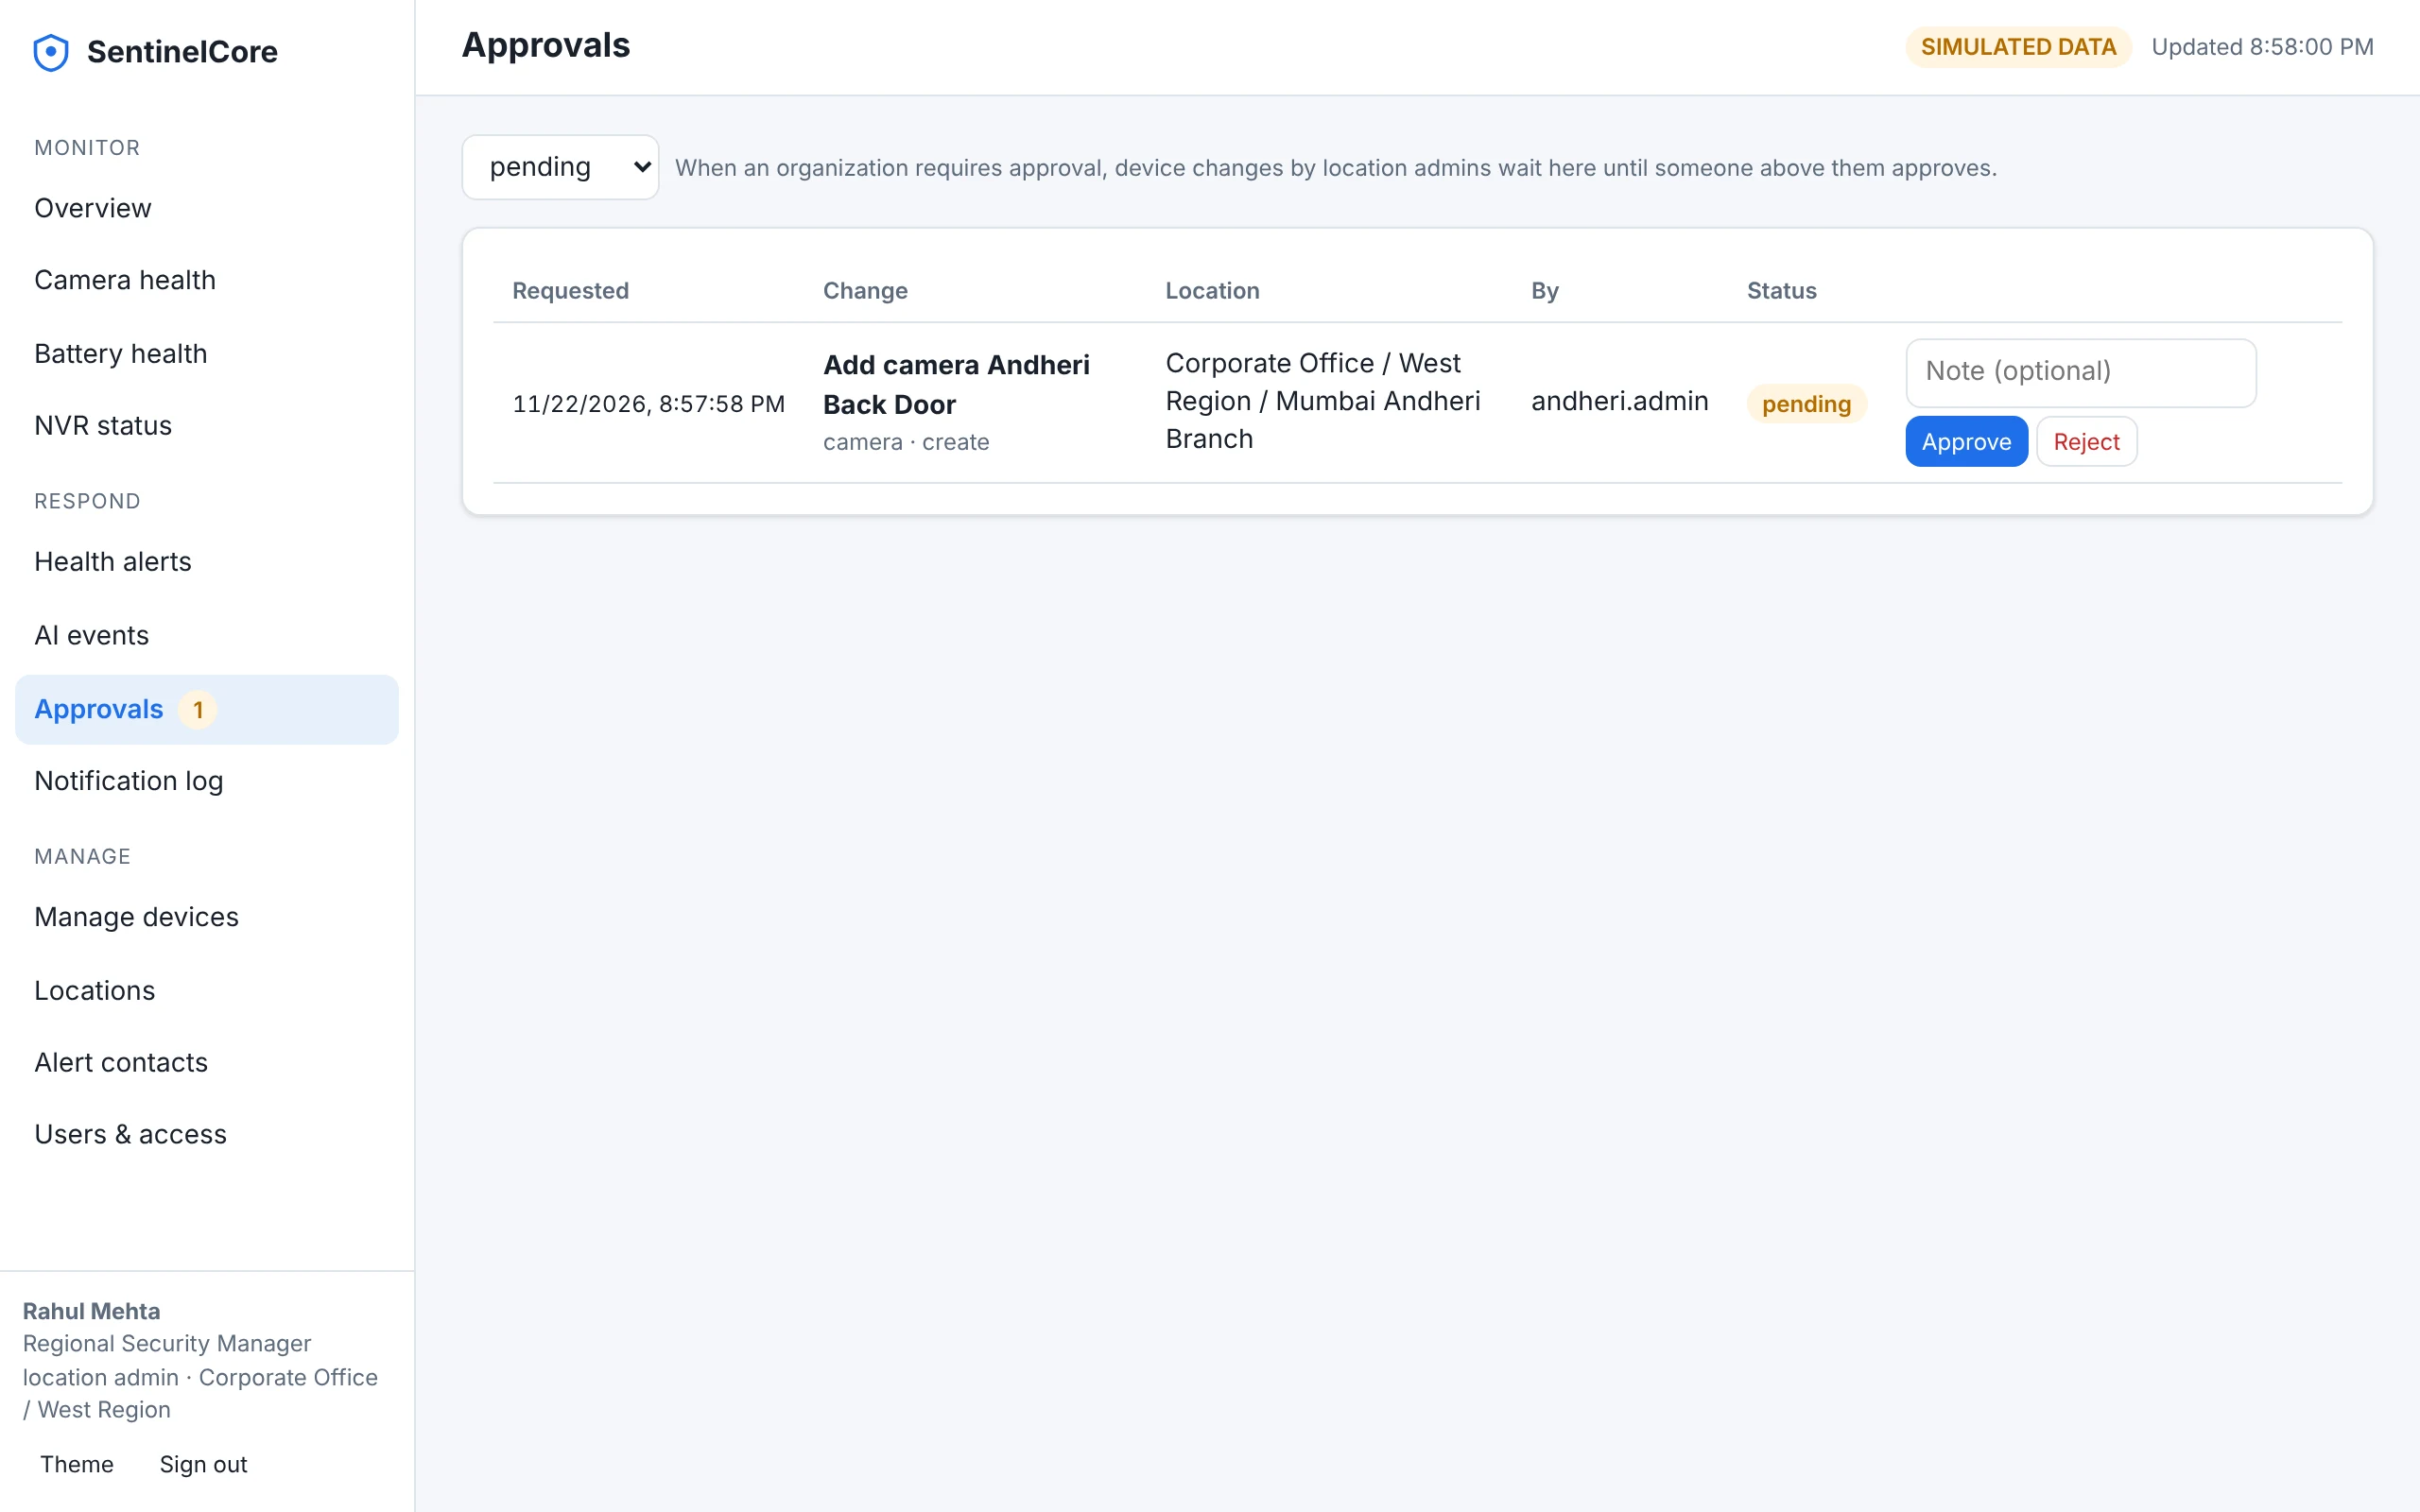 SentinelCore
MONITOR
Overview
Camera health
Battery health
NVR status
RESPOND
Health alerts
AI events
Approvals 1
Notification log
MANAGE
Manage devices
Locations
Alert contacts
Users & access
Rahul Mehta
Regional Security Manager
location admin · Corporate Office
/ West Region
Theme Sign out
Approvals
SIMULATED DATA Updated 8:58:00 PM
pending When an organization requires approval, device changes by location admins wait here until someone above them approves.
Requested Change Location By Status
11/22/2026, 8:57:58 PM
Add camera Andheri
Back Door
camera · create
Corporate Office / West
Region / Mumbai Andheri
Branch
andheri.admin
pending
Note (optional)
Approve Reject